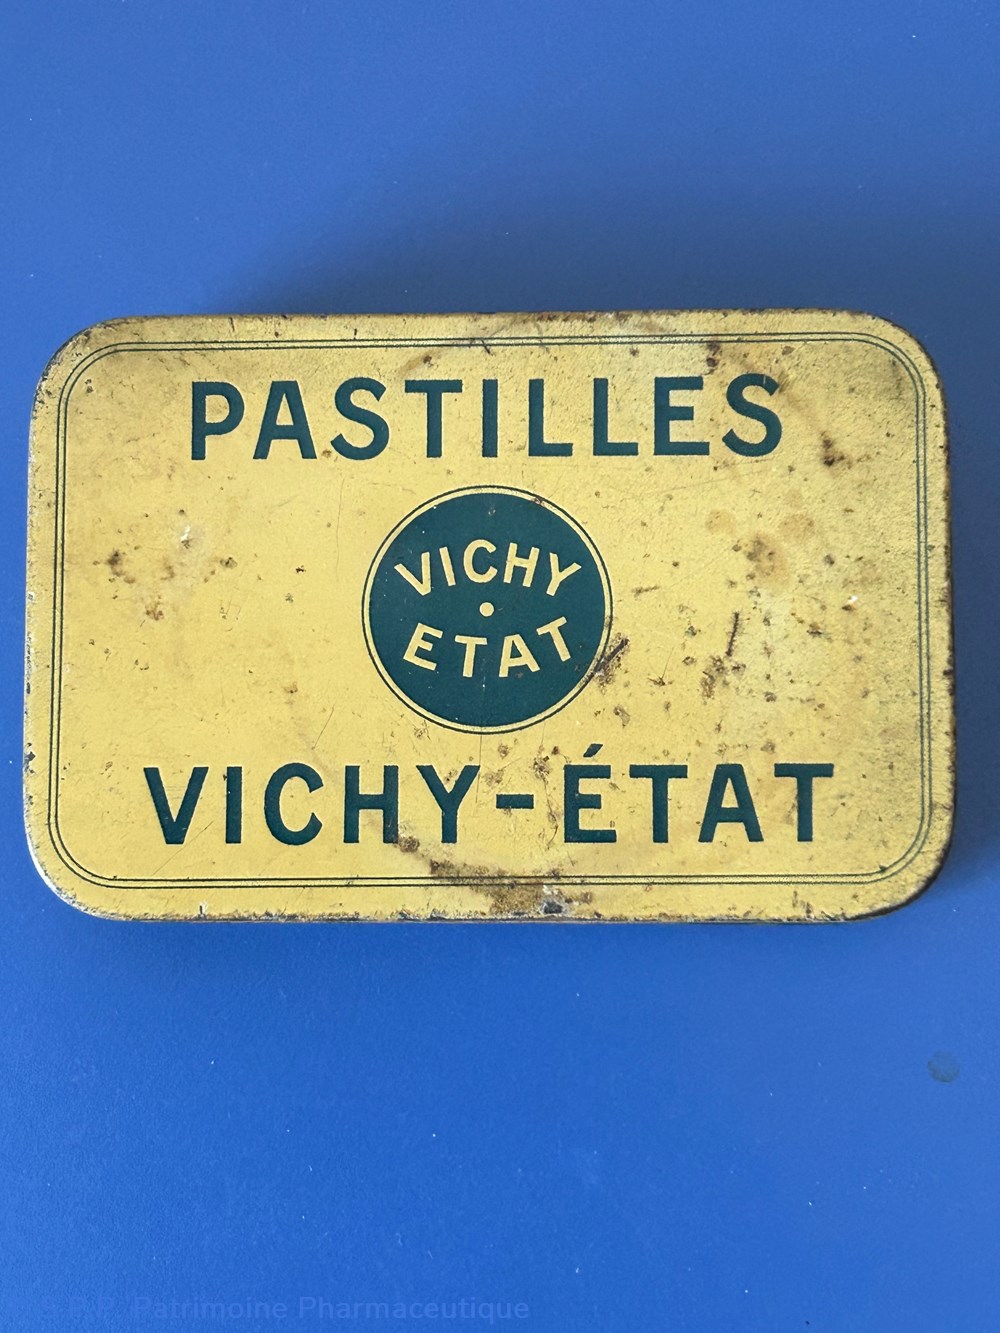 PASTILLES
VICHY
ETAT
VICHY-ÉTAT
Patrimoine Pharmaceutique